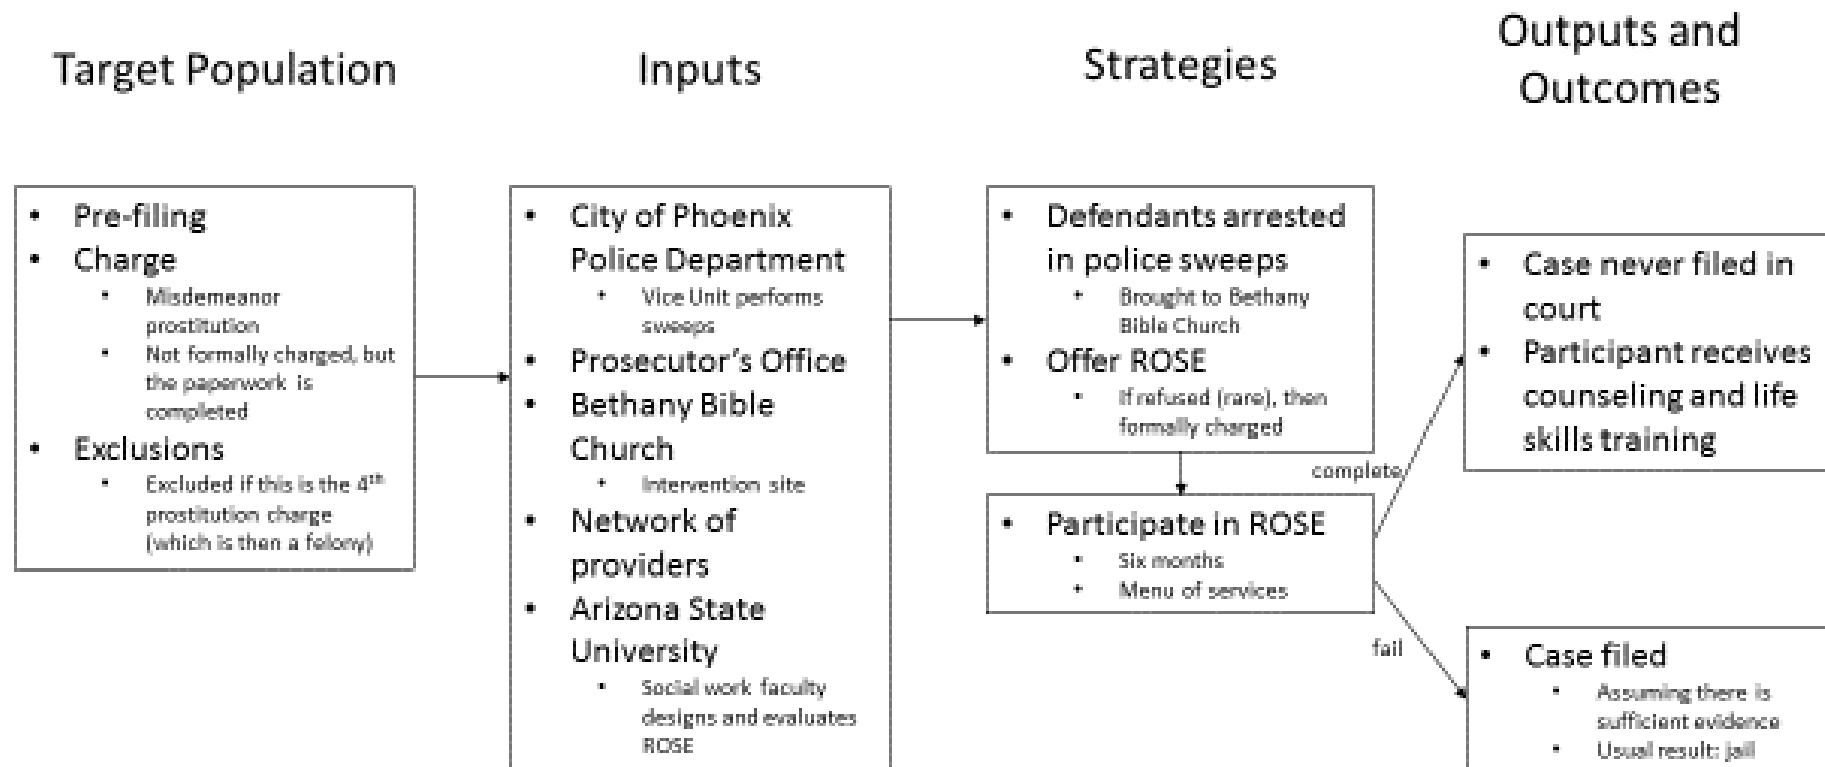 Target Population
Inputs
Strategies
Outputs and
Outcomes
• Pre-filing
• Charge
• Misdemeanor
prostitution
• Not formally charged, but
the paperwork is
completed
• Exclusions
• Excluded if this is the 4th
prostitution charge
(which is then a felony)
• City of Phoenix
Police Department
• Vice Unit performs
sweeps
• Prosecutor's Office
• Bethany Bible
Church
• Intervention site
• Network of
providers
• Arizona State
University
• Social work faculty
designs and evaluates
ROSE
• Defendants arrested
in police sweeps
• Brought to Bethany
Bible Church
• Offer ROSE
• If refused (rare), then
formally charged
• Participate in ROSE
• Six months
• Menu of services
complete
fail
• Case never filed in
court
• Participant receives
counseling and life
skills training
• Case filed
• Assuming there is
sufficient evidence
• Usual result: jail